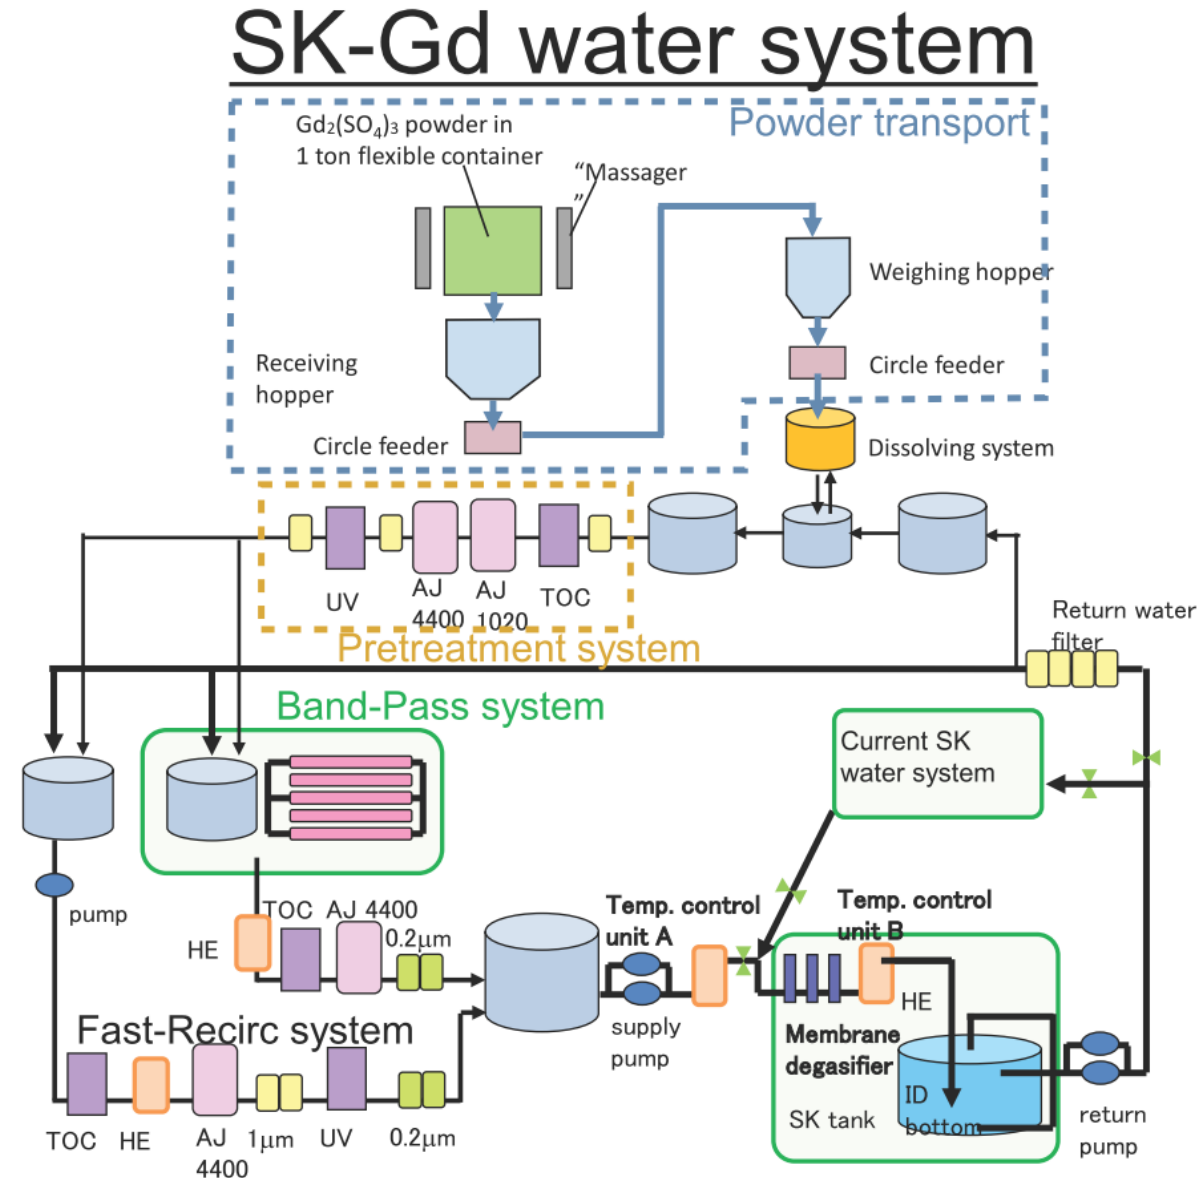 SK-Gd water system
Powder transport
Gd₂(SO₄)₃ powder in
1 ton flexible container
“Massager
”
Weighing hopper
Receiving
hopper
Circle feeder
Circle feeder
Dissolving system
UV
AJ
4400
AJ
1020
TOC
Pretreatment system
Return water
filter
Band-Pass system
Current SK
water system
pump
TOC
AJ 4400
HE
0.2μm
Temp. control
unit A
Temp. control
unit B
HE
supply
pump
Membrane
degasifier
SK tank
ID
bottom
return
pump
Fast-Recirc system
TOC
HE
AJ
4400
1μm
UV
0.2μm